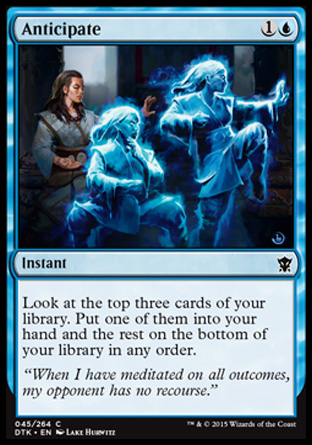 Anticipate 1
Instant
Look at the top three cards of your
library. Put one of them into your
hand and the rest on the bottom of
your library in any order.
“When I have meditated on all outcomes,
my opponent has no recourse.”
045/264 C
DTK • EN Lake Hurwitz
™ & © 2015 Wizards of the Coast